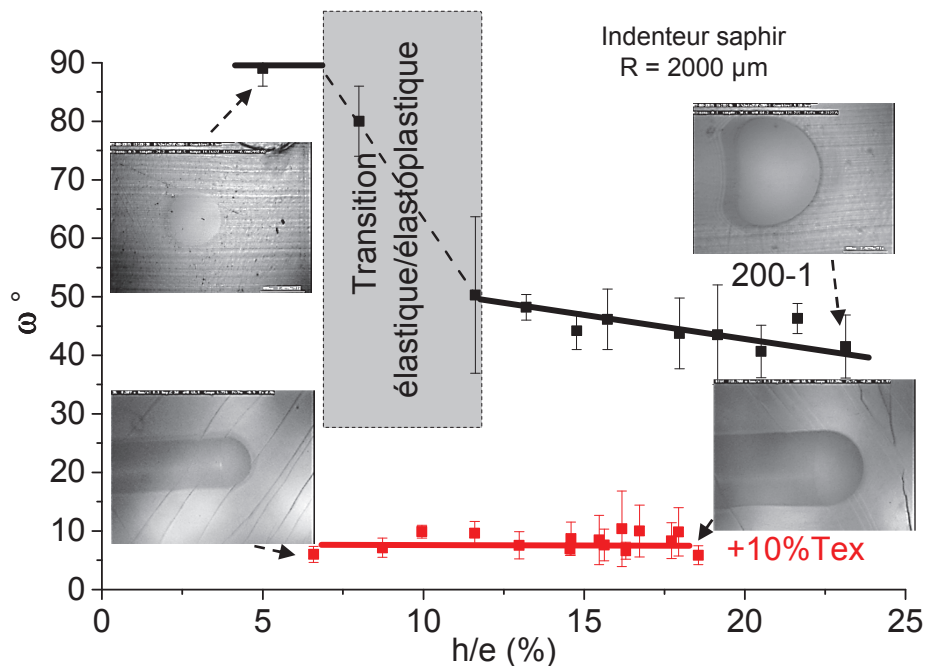 Indenteur saphir
R = 2000 µm
90
80
70
60
50
40
30
20
10
0
ω°
Transition
élastique/élastoplastique
200-1
+10%Tex
0
5
10
15
20
25
h/e (%)